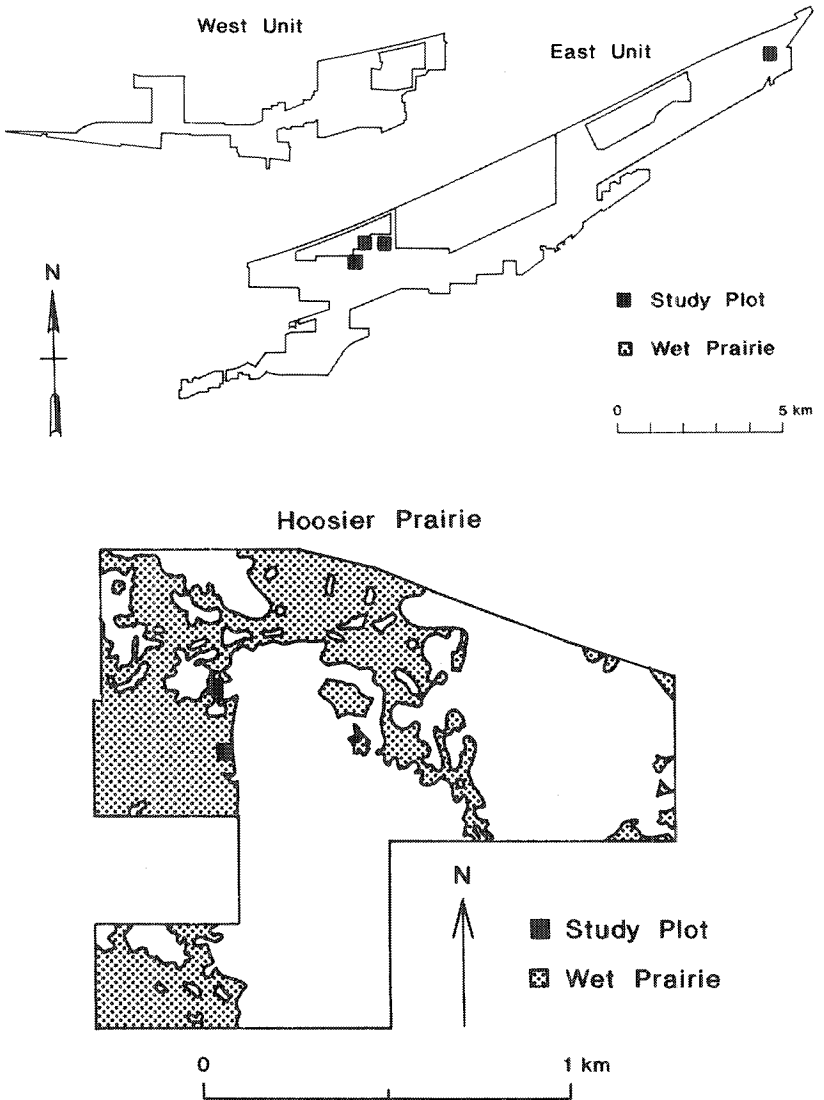 West Unit
East Unit
N
Study Plot
Wet Prairie
0 5 km
Hoosier Prairie
N
Study Plot
Wet Prairie
0 1 km